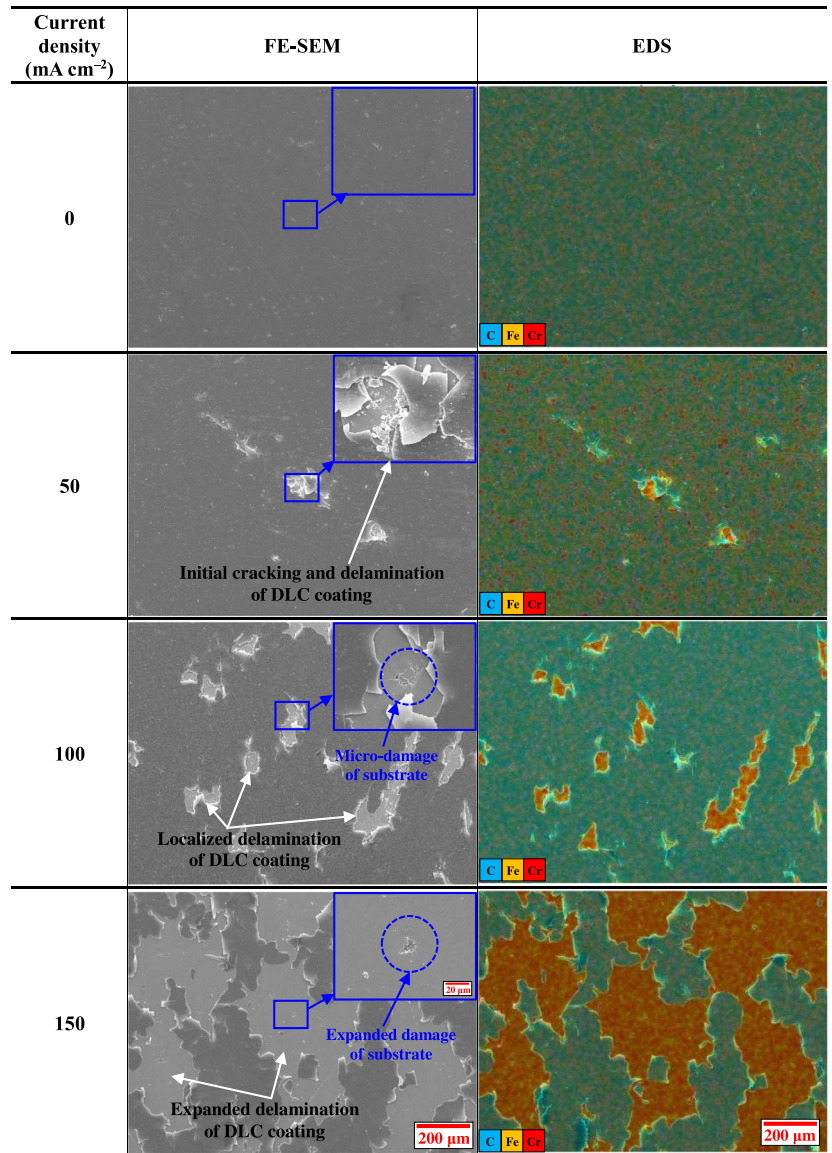 Current
density
(mA cm⁻²)
FE-SEM
EDS
0
C Fe Cr
50
Initial cracking and delamination
of DLC coating
C Fe Cr
100
Micro-damage
of substrate
Localized delamination
of DLC coating
C Fe Cr
150
20 μm
Expanded damage
of substrate
Expanded delamination
of DLC coating
200 μm
C Fe Cr
200 μm